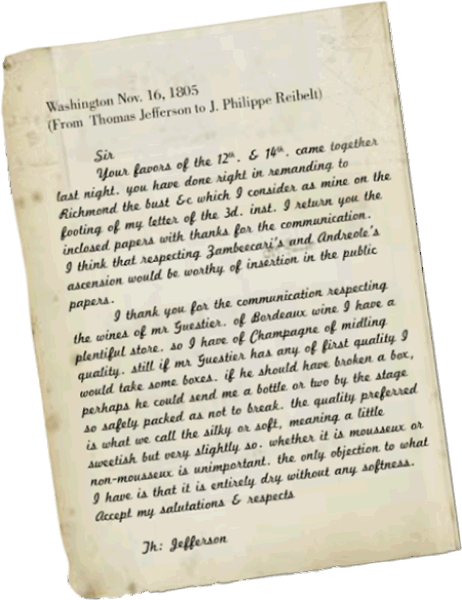 Washington Nov. 16, 1805
(From Thomas Jefferson to J. Philippe Reibelt)
Sir
Your favors of the 12th. & 14th. came together
last night. you have done right in remanding to
Richmond the bust &c which I consider as mine on the
footing of my letter of the 3d. inst. I return you the
inclosed papers with thanks for the communication.
I think that respecting Zambeecari's and Andreole's
ascension would be worthy of insertion in the public
papers.
I thank you for the communication respecting
the wines of mr Guestier. of Bordeaux wine I have a
plentiful store. so I have of Champagne of midling
quality. still if mr Guestier has any of first quality I
would take some boxes. if he should have broken a box,
perhaps he could send me a bottle or two by the stage
so safely packed as not to break. the quality preferred
is what we call the silky or soft, meaning a little
sweetish but very slightly so. whether it is mousseux or
non-mousseux is unimportant. the only objection to what
I have is that it is entirely dry without any softness.
Accept my salutations & respects
Th: Jefferson